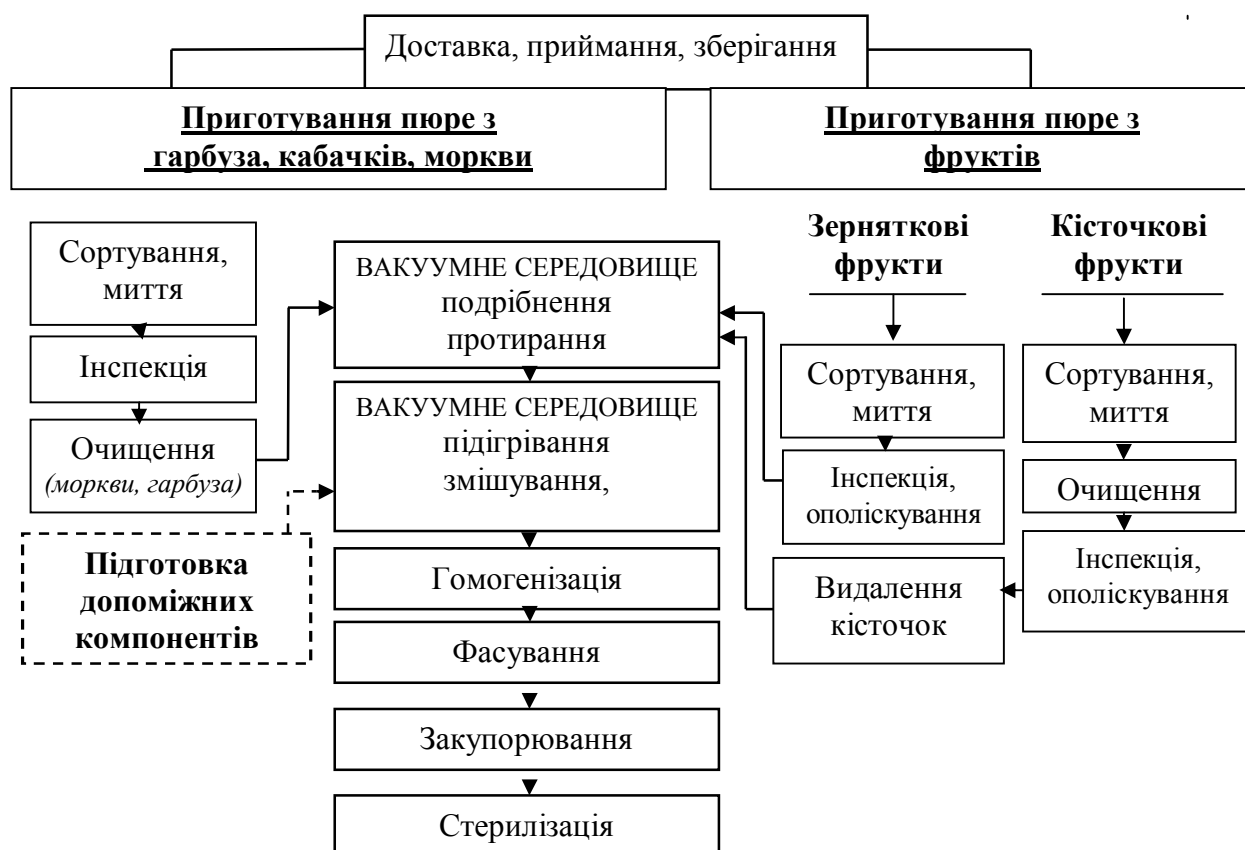 Доставка, приймання, зберігання
Приготування пюре з
гарбуза, кабачків, моркви
Приготування пюре з
фруктів
Сортування,
миття
Інспекція
Очищення
(моркви, гарбуза)
Підготовка
допоміжних
компонентів
ВАКУУМНЕ СЕРЕДОВИЩЕ
подрібнення
протирання
ВАКУУМНЕ СЕРЕДОВИЩЕ
підігрівання
змішування,
Гомогенізація
Фасування
Закупорювання
Стерилізація
Зерняткові
фрукти
Сортування,
миття
Інспекція,
ополіскування
Кісточкові
фрукти
Сортування,
миття
Очищення
Інспекція,
ополіскування
Видалення
кісточок